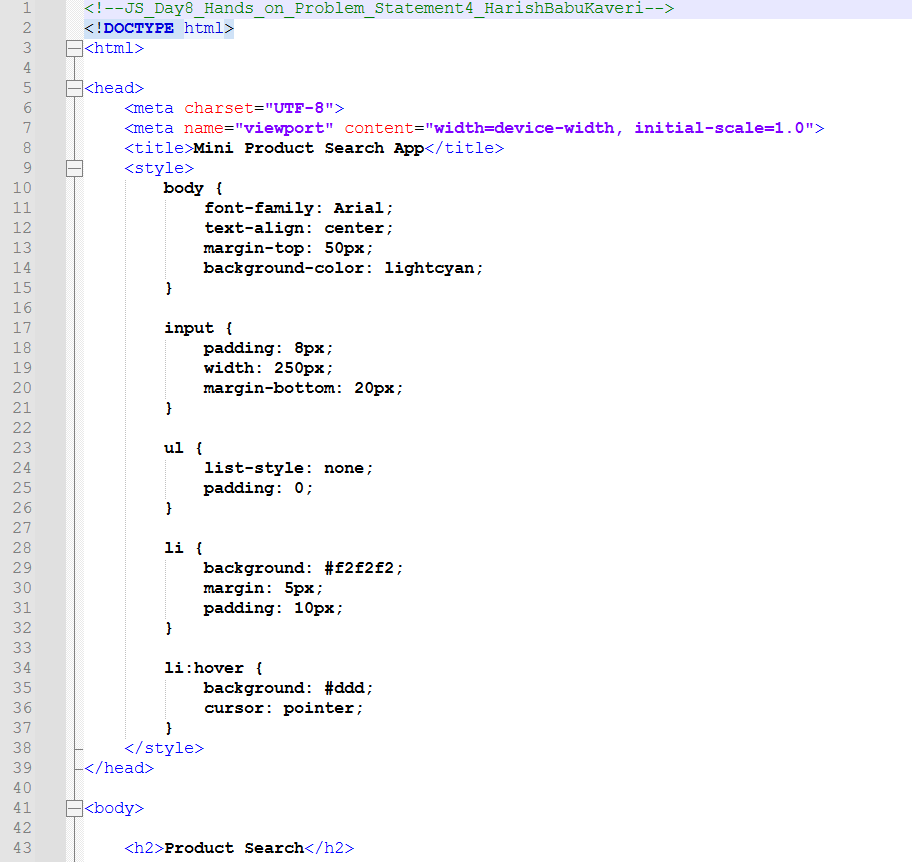 1 <!--JS_Day8_Hands_on_Problem_Statement4_HarishBabuKaveri-->
2 <!DOCTYPE html>
3 <html>
4
5 <head>
6     <meta charset="UTF-8">
7     <meta name="viewport" content="width=device-width, initial-scale=1.0">
8     <title>Mini Product Search App</title>
9     <style>
10         body {
11             font-family: Arial;
12             text-align: center;
13             margin-top: 50px;
14             background-color: lightcyan;
15         }
16
17         input {
18             padding: 8px;
19             width: 250px;
20             margin-bottom: 20px;
21         }
22
23         ul {
24             list-style: none;
25             padding: 0;
26         }
27
28         li {
29             background: #f2f2f2;
30             margin: 5px;
31             padding: 10px;
32         }
33
34         li:hover {
35             background: #ddd;
36             cursor: pointer;
37         }
38     </style>
39 </head>
40
41 <body>
42
43     <h2>Product Search</h2>